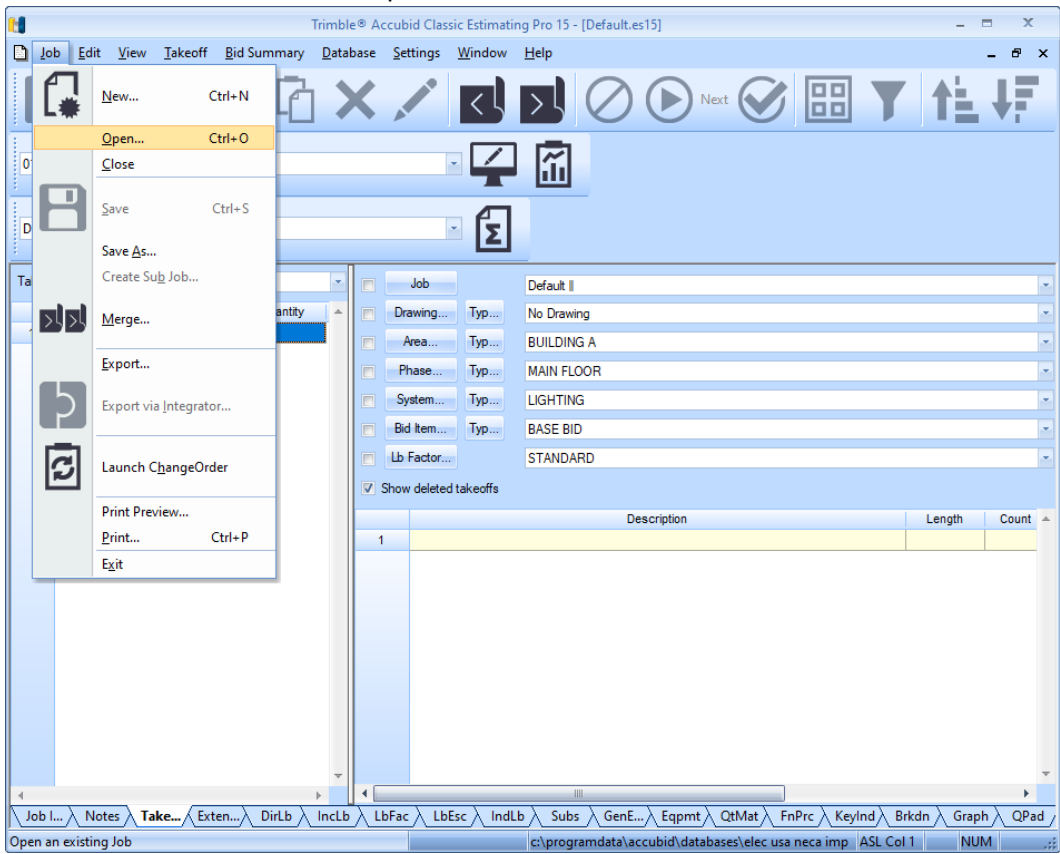 Trimble® Accubid Classic Estimating Pro 15 - [Default.es15]
Job Edit View Takeoff Bid Summary Database Settings Window Help
New... Ctrl+N
Next
Open... Ctrl+O
Close
Save Ctrl+S
Save As...
Create Sub Job...
Merge...
Export...
Export via Integrator...
Launch ChangeOrder
Print Preview...
Print... Ctrl+P
Exit
Ta
antity
Job Default
Drawing... Typ... No Drawing
Area... Typ... BUILDING A
Phase... Typ... MAIN FLOOR
System... Typ... LIGHTING
Bid Item... Typ... BASE BID
Lb Factor... STANDARD
Show deleted takeoffs
Description Length Count
1
Job I... Notes Take... Exten... DirLb IncLb LbFac LbEsc IndLb Subs GenE... Eqpmt QtMat FnPrc KeyInd Brkdn Graph QPad
Open an existing Job c:\programdata\accubid\databases\elec usa neca imp ASL Col 1 NUM